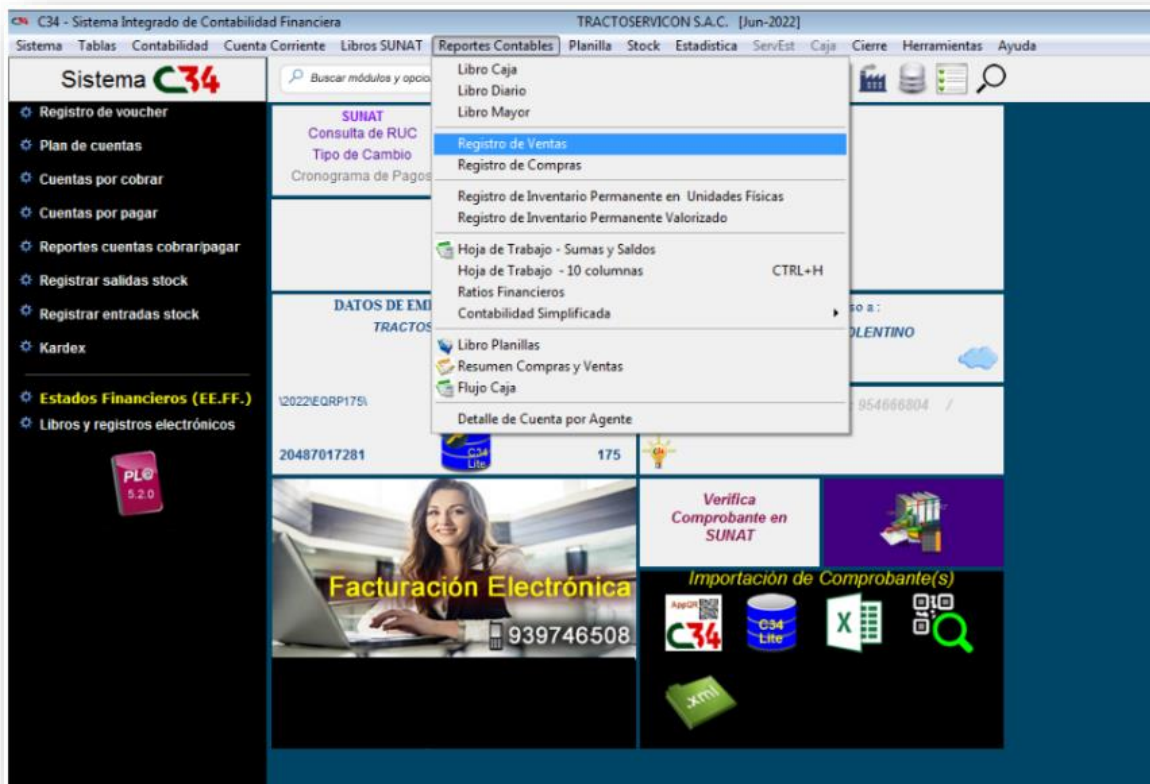 C34 - Sistema Integrado de Contabilidad Financiera
TRACTOSERVICON S.A.C. [Jun-2022]
Sistema Tablas Contabilidad Cuenta Corriente Libros SUNAT Reportes Contables Planilla Stock Estadistica ServEst Caja Cierre Herramientas Ayuda
Sistema C34
Buscar módulos y opcio
Registro de voucher
Plan de cuentas
Cuentas por cobrar
Cuentas por pagar
Reportes cuentas cobrar/pagar
Registrar salidas stock
Registrar entradas stock
Kardex
Estados Financieros (EE.FF.)
Libros y registros electrónicos
PL@
5.2.0
SUNAT
Consulta de RUC
Tipo de Cambio
Cronograma de Pagos
Libro Caja
Libro Diario
Libro Mayor
Registro de Ventas
Registro de Compras
Registro de Inventario Permanente en Unidades Físicas
Registro de Inventario Permanente Valorizado
Hoja de Trabajo - Sumas y Saldos
Hoja de Trabajo - 10 columnas CTRL+H
Ratios Financieros
Contabilidad Simplificada
Libro Planillas
Resumen Compras y Ventas
Flujo Caja
Detalle de Cuenta por Agente
DATOS DE EM
TRACTOS
\2022\EQRP175\
20487017281
C34
Lite
175
so a :
OLENTINO
: 954666804 /
C34
Facturación Electrónica
939746508
Verifica
Comprobante en
SUNAT
Importación de Comprobante(s)
AppQR
C34
C34
Lite
X
.xml